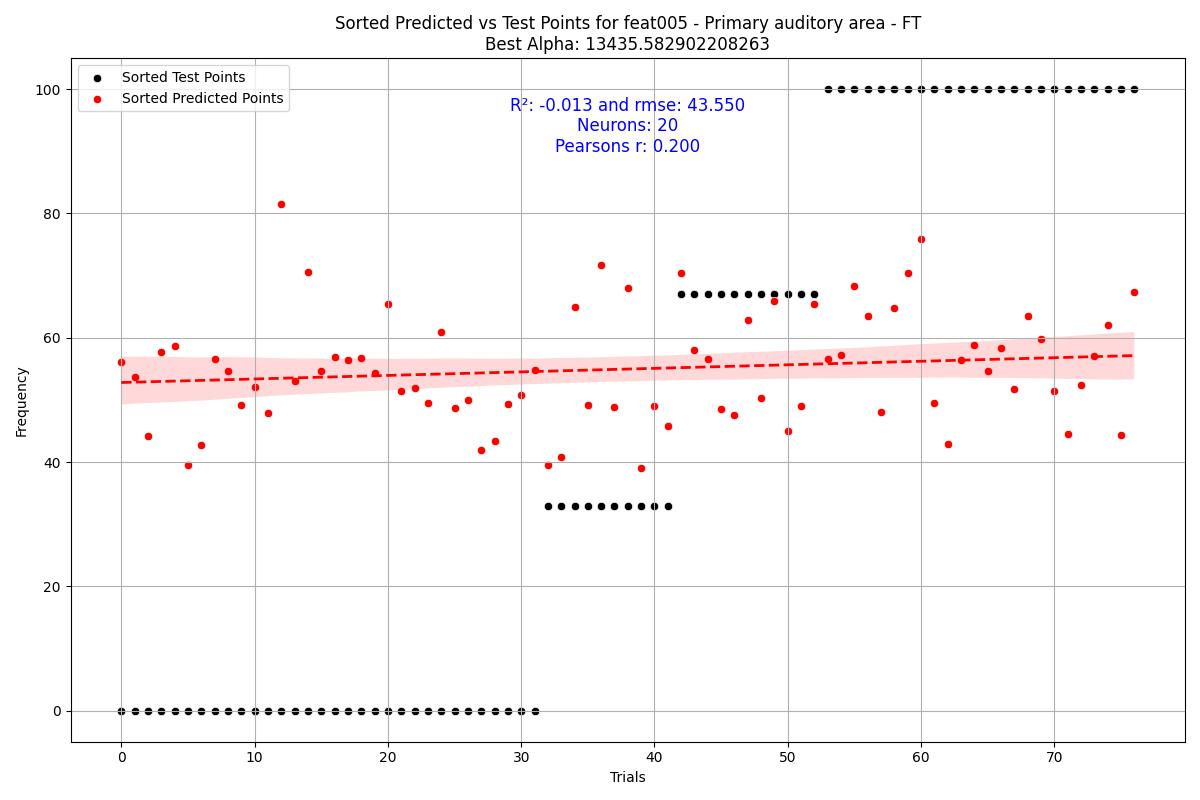 Sorted Predicted vs Test Points for feat005 - Primary auditory area - FT
Best Alpha: 13435.582902208263
Sorted Test Points
Sorted Predicted Points
R²: -0.013 and rmse: 43.550
Neurons: 20
Pearsons r: 0.200
100
80
60
40
20
0
Frequency
0 10 20 30 40 50 60 70
Trials